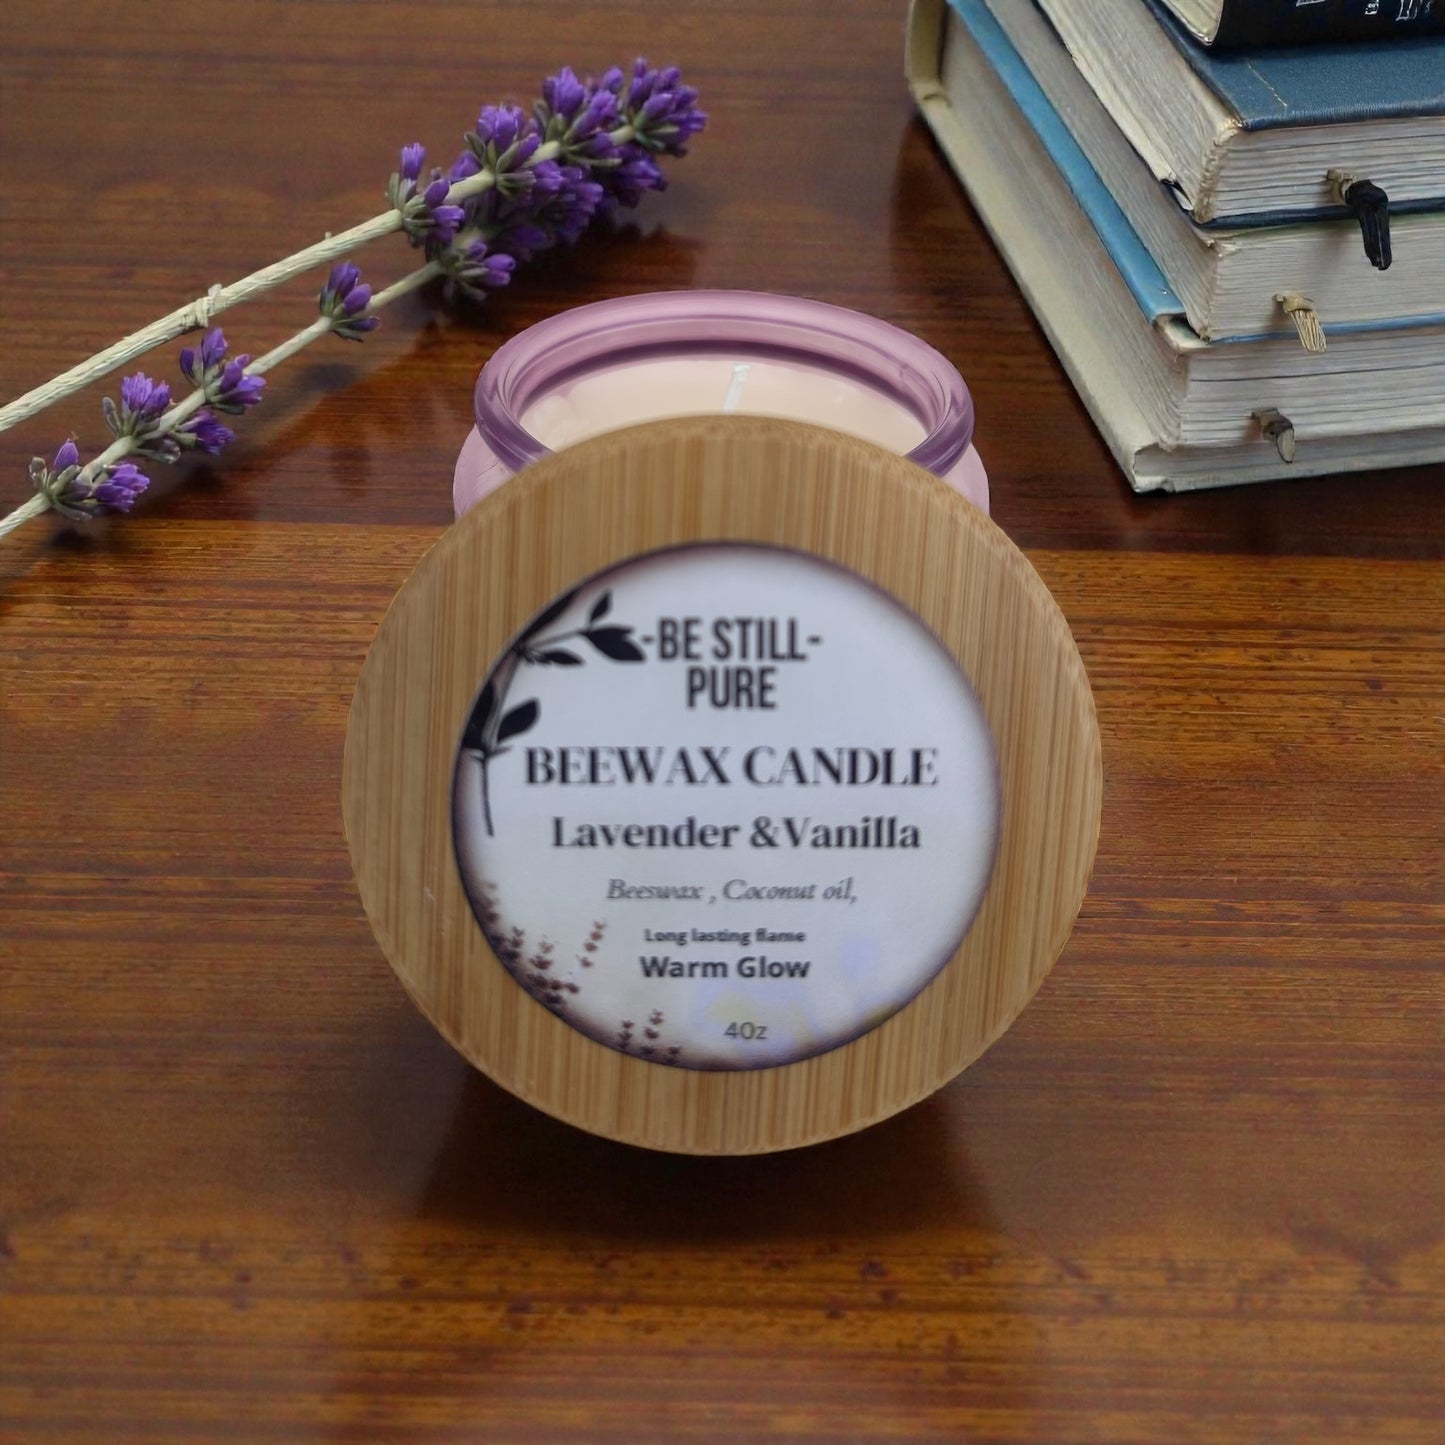 -BE STILL-
PURE
BEEWAX CANDLE
Lavender &Vanilla
Beeswax , Coconut oil,
Long lasting flame
Warm Glow
4Oz